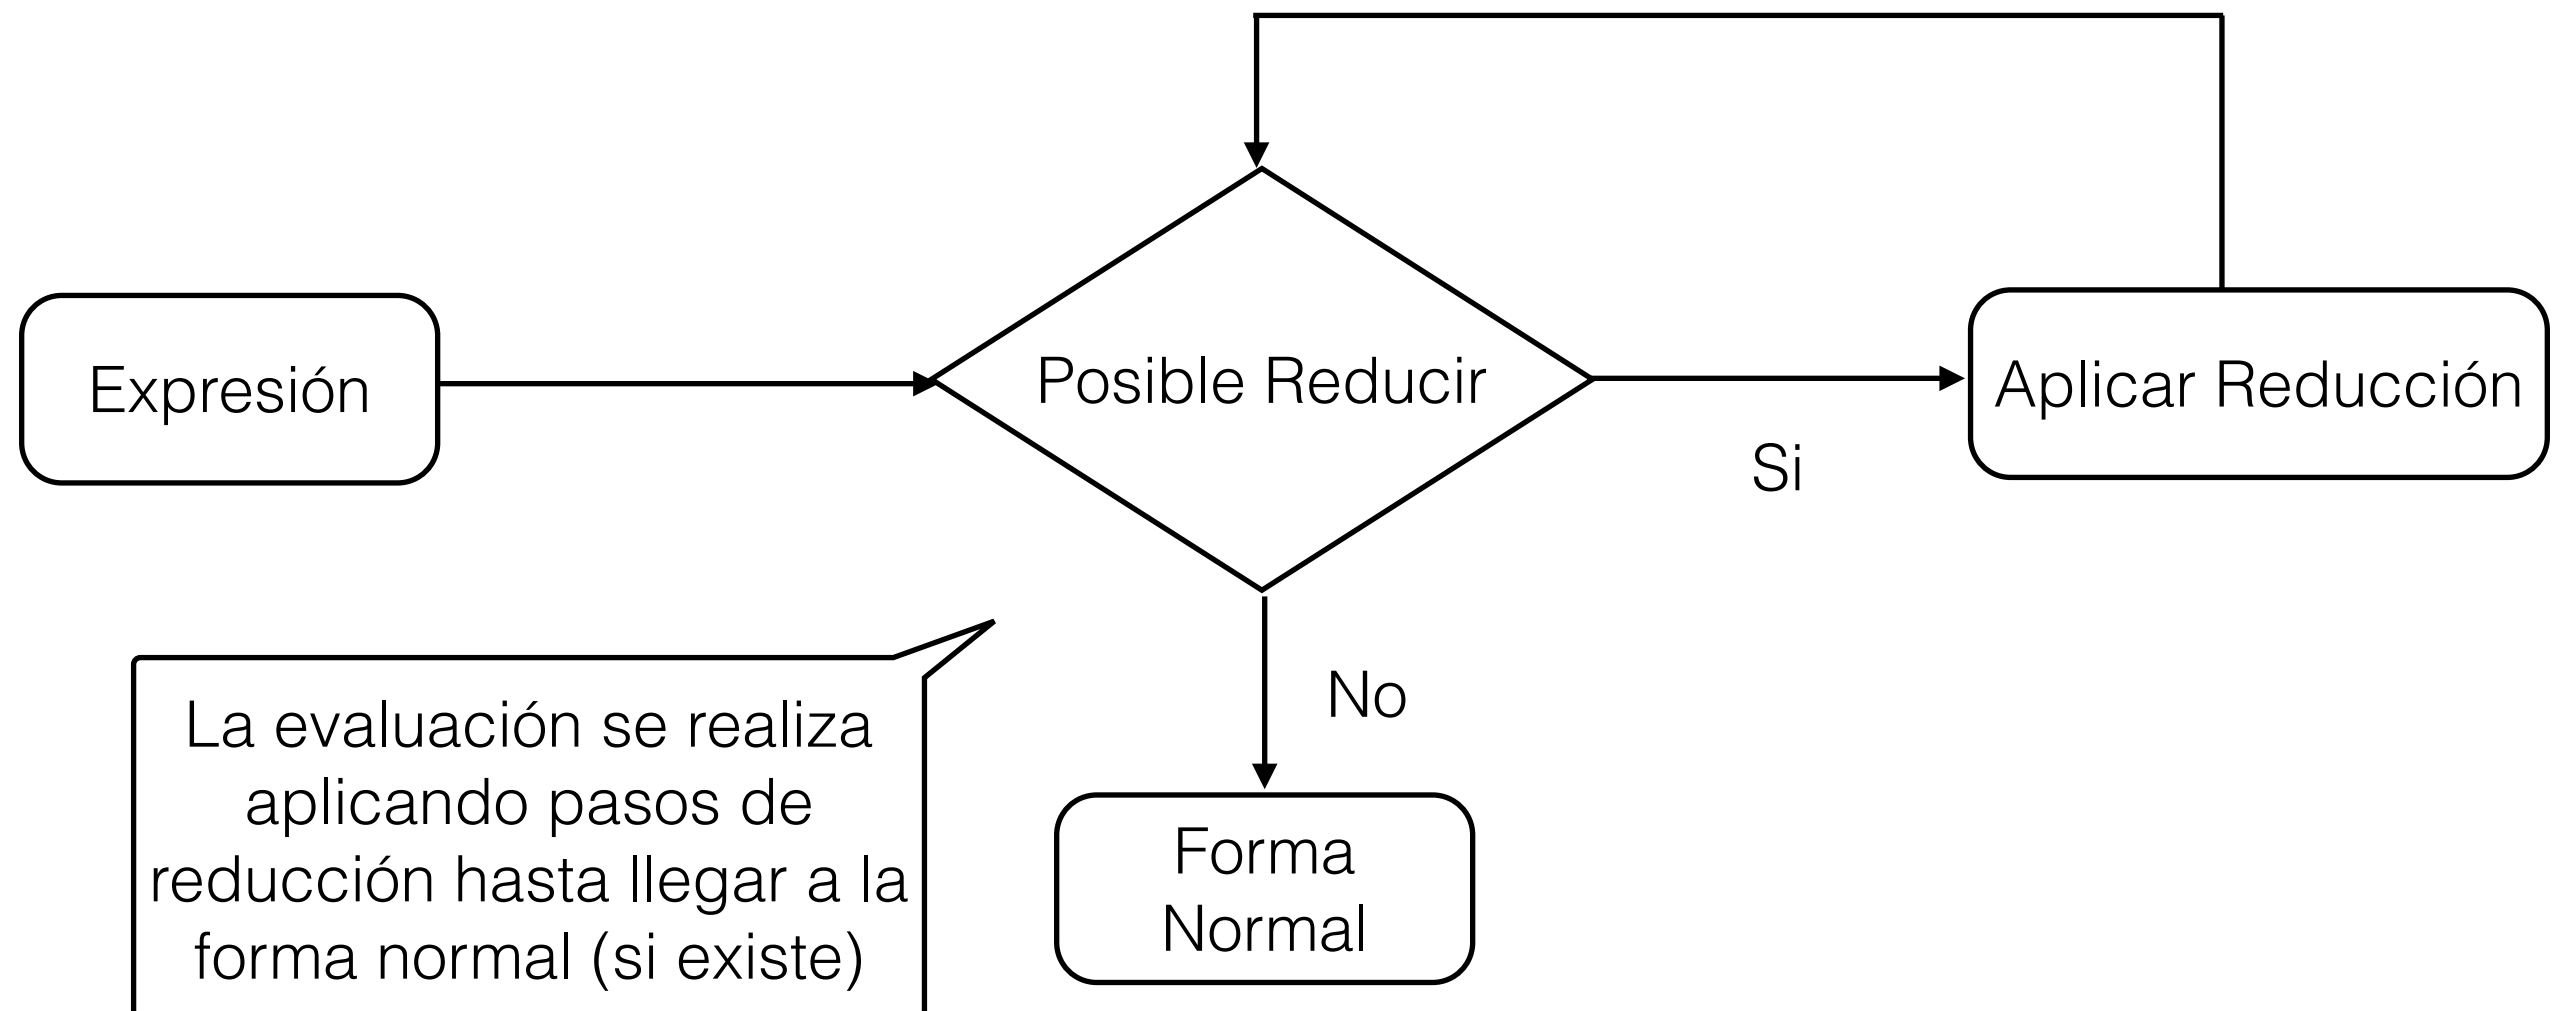 Expresión
Posible Reducir
Aplicar Reducción
Si
No
La evaluación se realiza
aplicando pasos de
reducción hasta llegar a la
forma normal (si existe)
Forma
Normal